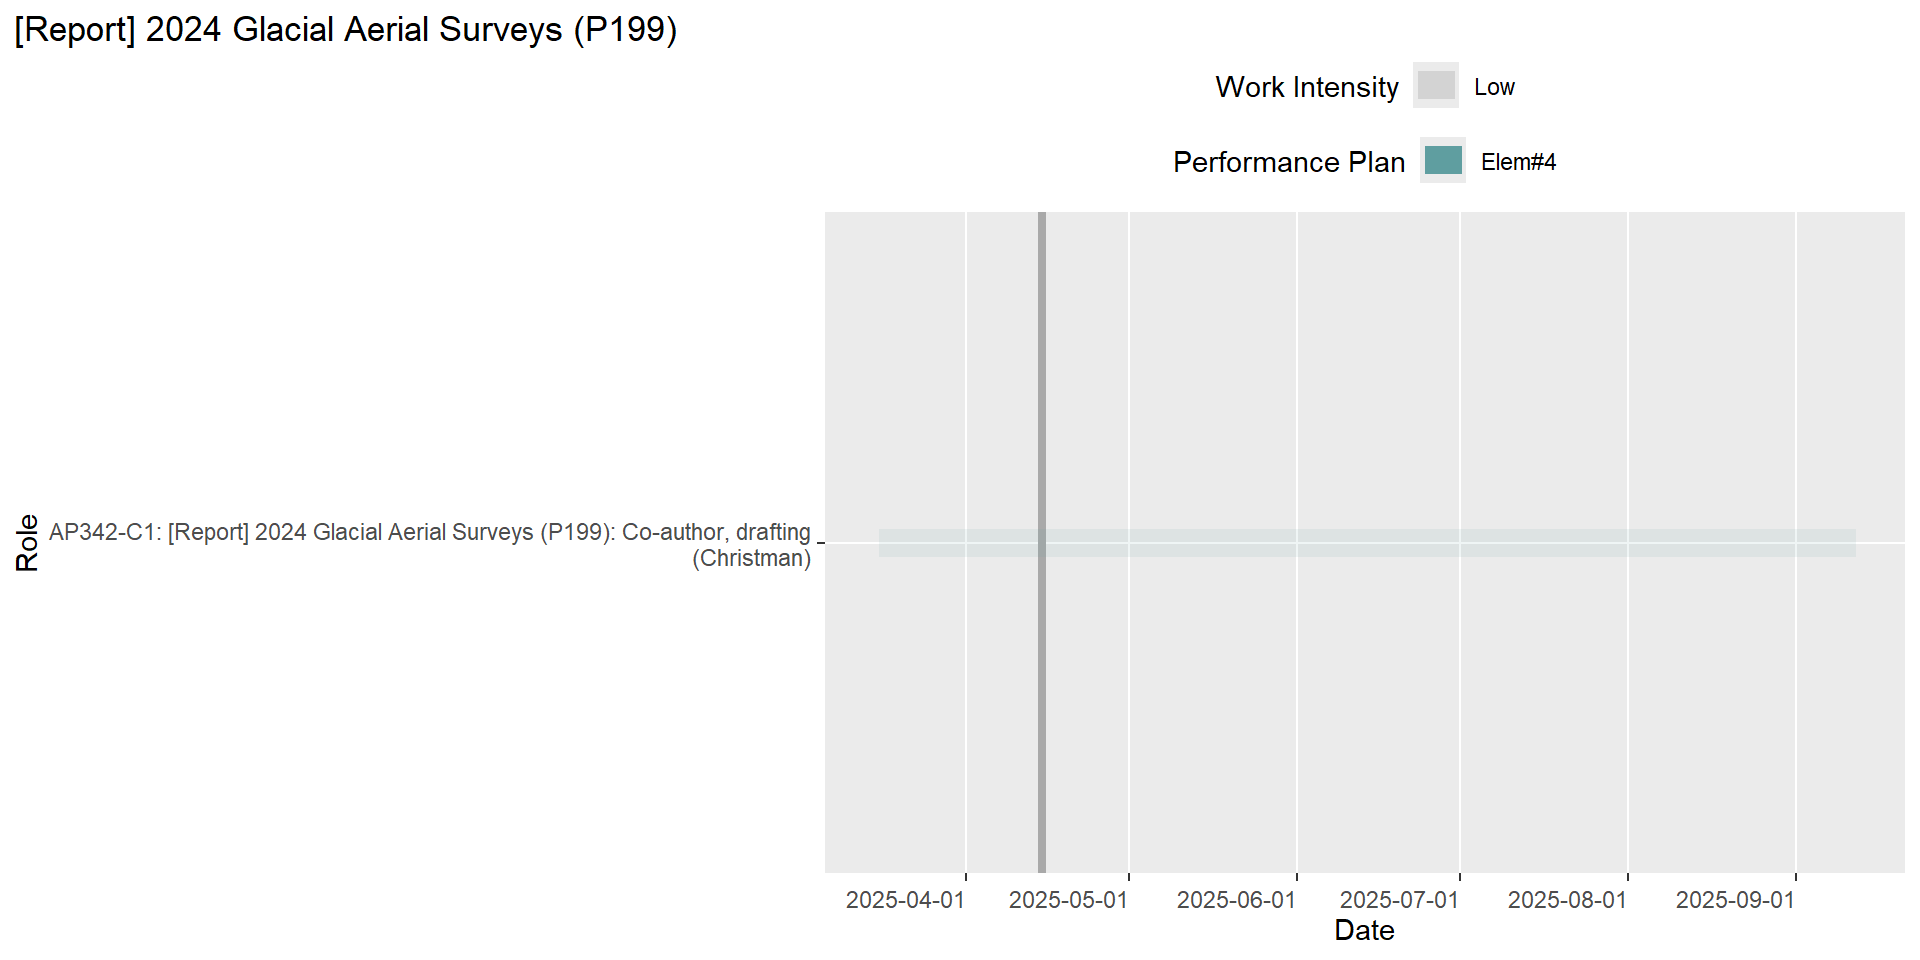 [Report] 2024 Glacial Aerial Surveys (P199)
Work Intensity Low
Performance Plan Elem#4
Role
AP342-C1: [Report] 2024 Glacial Aerial Surveys (P199): Co-author, drafting
(Christman)
2025-04-01 2025-05-01 2025-06-01 2025-07-01 2025-08-01 2025-09-01
Date